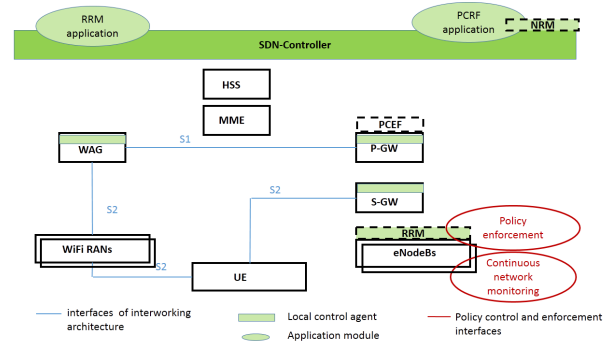 RRM
application
PCRF
application
NRM
SDN-Controller
HSS
MME
PCEF
WAG
S1
P-GW
S2
S-GW
S2
RRM
Policy
enforcement
WiFi RANs
eNodeBs
S2
UE
Continuous
network
monitoring
interfaces of interworking
architecture
Local control agent
Application module
Policy control and enforcement
interfaces